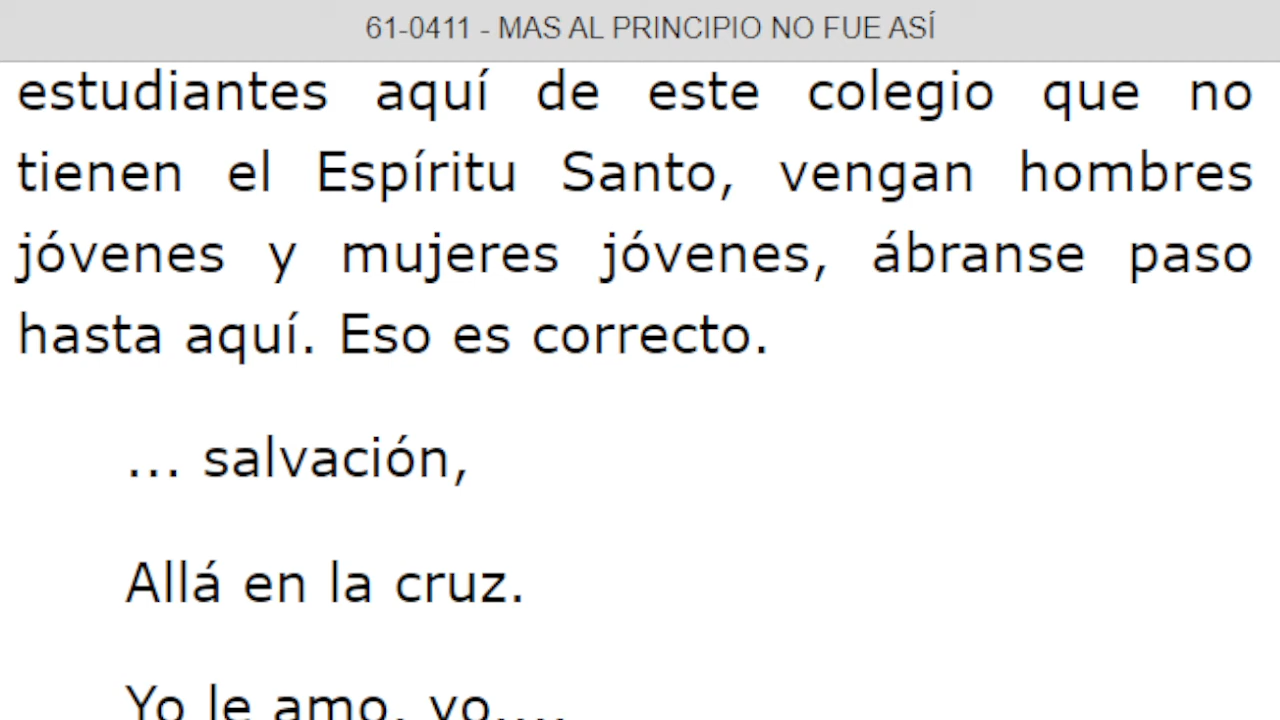 61-0411 - MAS AL PRINCIPIO NO FUE ASÍ
estudiantes aquí de este colegio que no
tienen el Espíritu Santo, vengan hombres
jóvenes y mujeres jóvenes, ábranse paso
hasta aquí. Eso es correcto.
... salvación,
Allá en la cruz.
Yo le amo, yo....